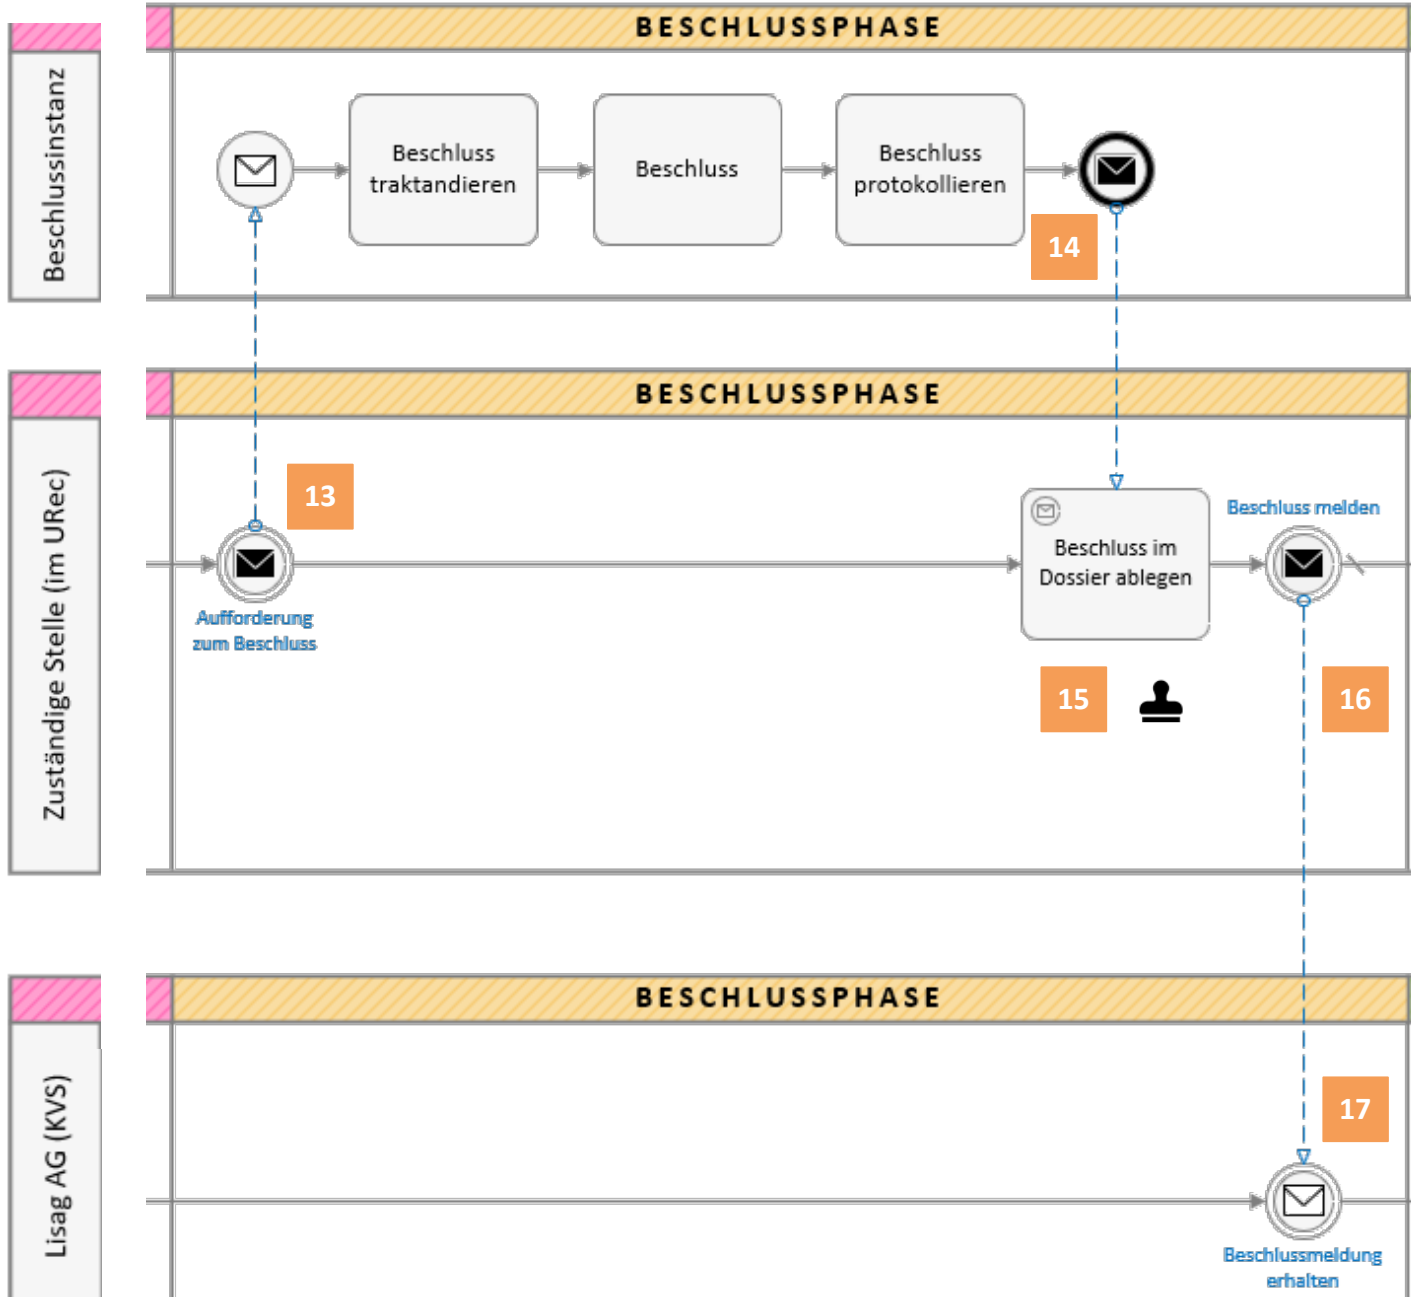 BESCHLUSSPHASE
Beschlussinstanz
Beschluss
traktandieren
Beschluss
Beschluss
protokollieren
14
BESCHLUSSPHASE
Zuständige Stelle (im URec)
13
Aufforderung
zum Beschluss
Beschluss im
Dossier ablegen
Beschluss melden
15
16
BESCHLUSSPHASE
Lisag AG (KVS)
17
Beschlussmeldung
erhalten